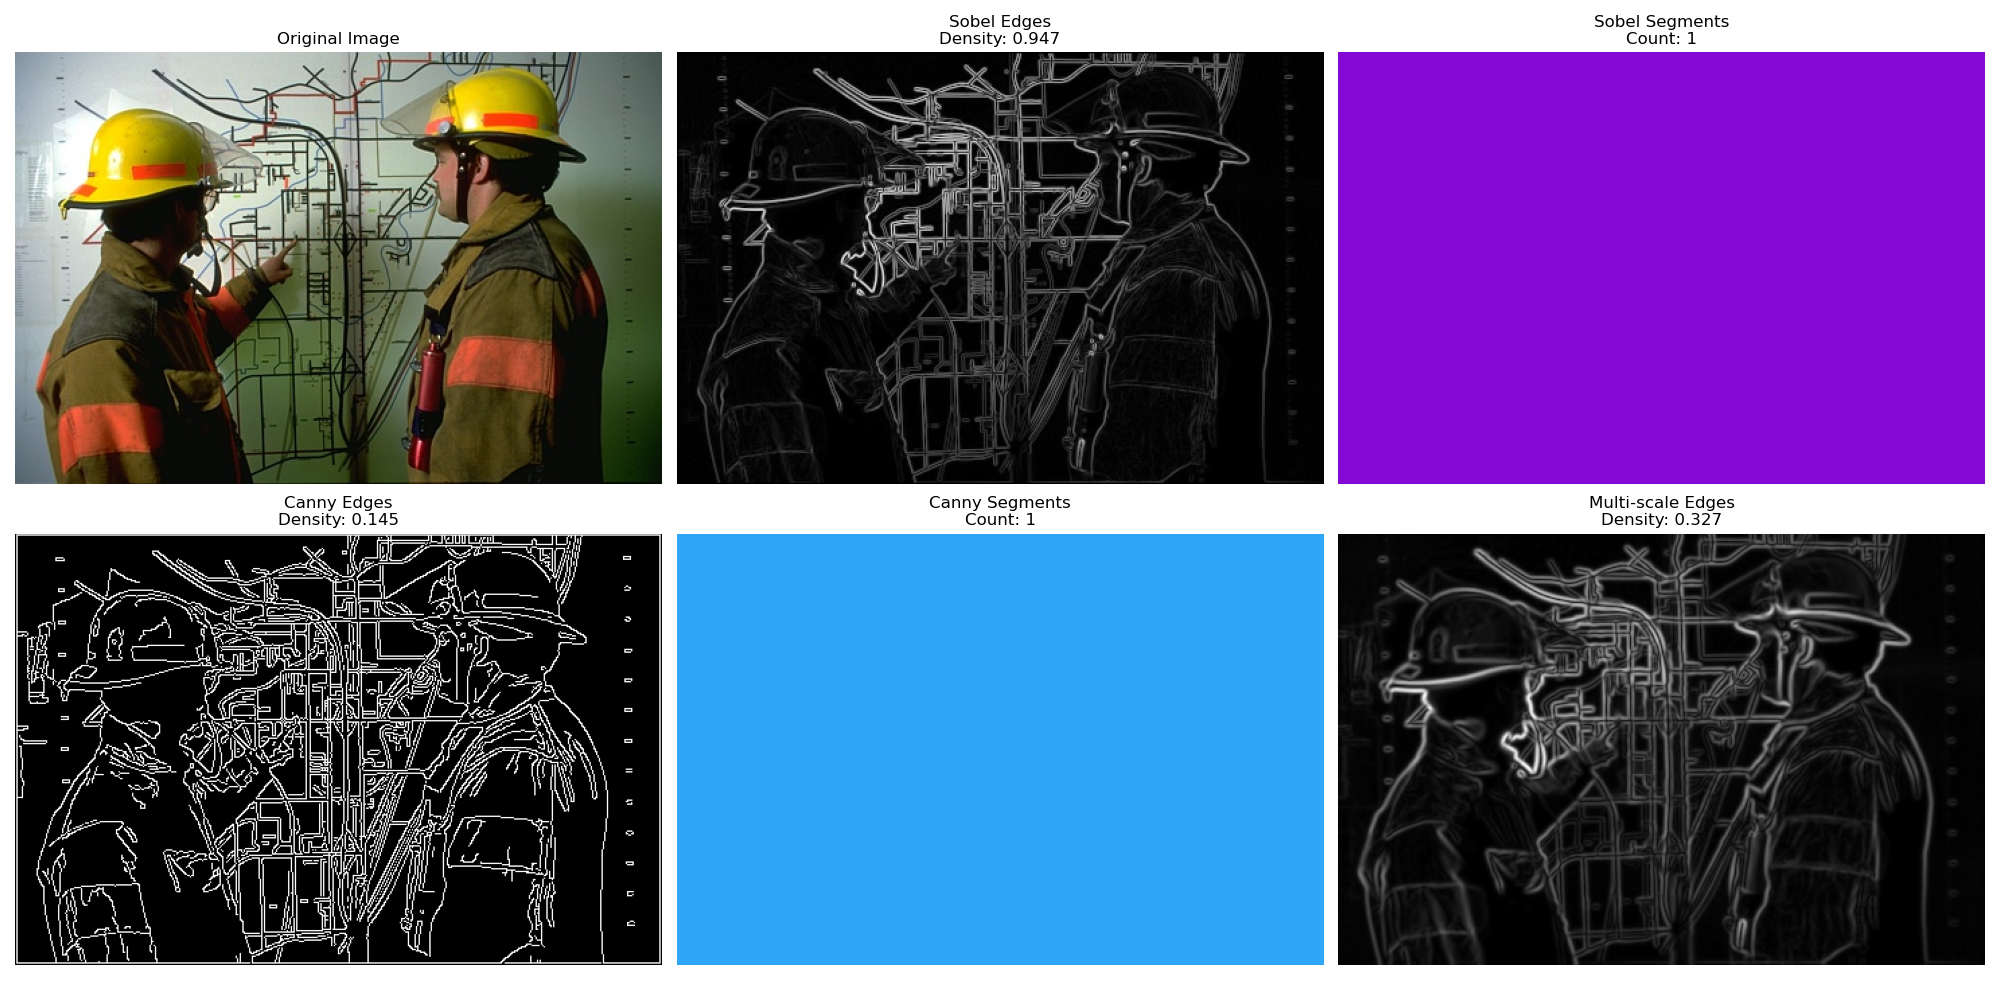 Original Image
Sobel Edges
Density: 0.947
Sobel Segments
Count: 1
Canny Edges
Density: 0.145
Canny Segments
Count: 1
Multi-scale Edges
Density: 0.327